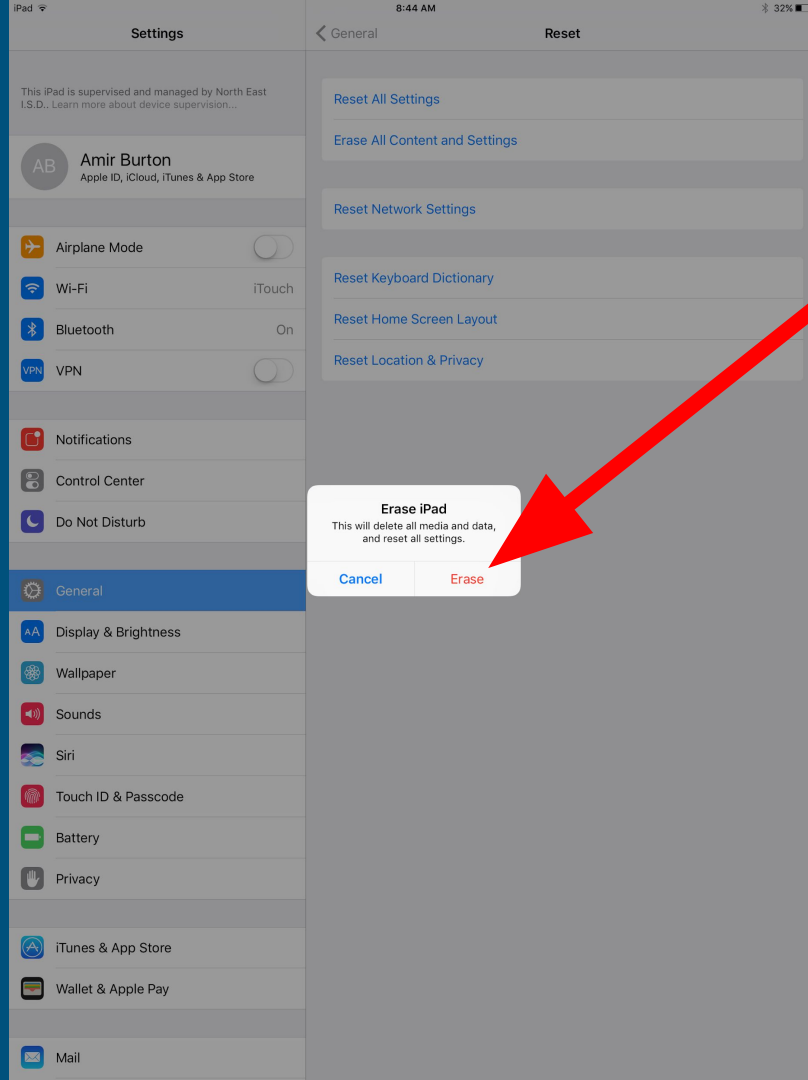 iPad
8:44 AM
32%
Settings
General
Reset
This iPad is supervised and managed by North East
I.S.D.. Learn more about device supervision...
AB
Amir Burton
Apple ID, iCloud, iTunes & App Store
Airplane Mode
Wi-Fi
iTouch
Bluetooth
On
VPN
VPN
Notifications
Control Center
Do Not Disturb
General
AA
Display & Brightness
Wallpaper
Sounds
Siri
Touch ID & Passcode
Battery
Privacy
iTunes & App Store
Wallet & Apple Pay
Mail
Reset All Settings
Erase All Content and Settings
Reset Network Settings
Reset Keyboard Dictionary
Reset Home Screen Layout
Reset Location & Privacy
Erase iPad
This will delete all media and data,
and reset all settings.
Cancel
Erase